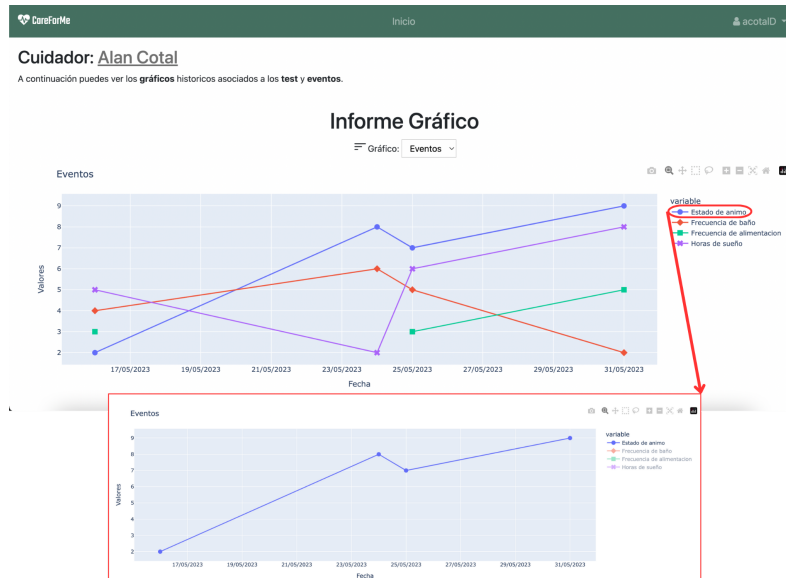 CareForMe
Inicio
acotalD
Cuidador: Alan Cotal
A continuación puedes ver los gráficos historicos asociados a los test y eventos.
Informe Gráfico
Gráfico: Eventos
Eventos
variable
Estado de animo
Frecuencia de baño
Frecuencia de alimentacion
Horas de sueño
Valores
9
8
7
6
5
4
3
2
17/05/2023 19/05/2023 21/05/2023 23/05/2023 25/05/2023 27/05/2023 29/05/2023 31/05/2023
Fecha
Eventos
variable
Estado de animo
Frecuencia de baño
Frecuencia de alimentacion
Horas de sueño
Valores
9
8
7
6
5
4
3
2
17/05/2023 19/05/2023 21/05/2023 23/05/2023 25/05/2023 27/05/2023 29/05/2023 31/05/2023
Fecha